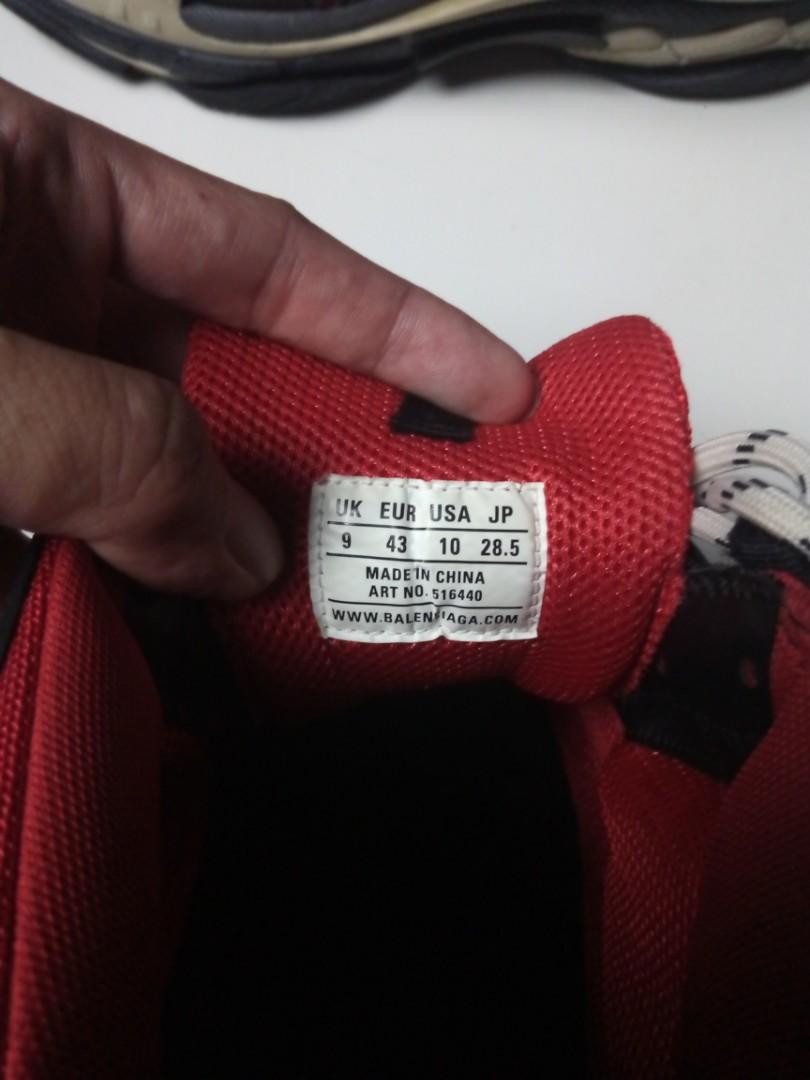 UK EUR USA JP
9 43 10 28.5
MADE IN CHINA
ART NO. 516440
WWW.BALENCIAGA.COM